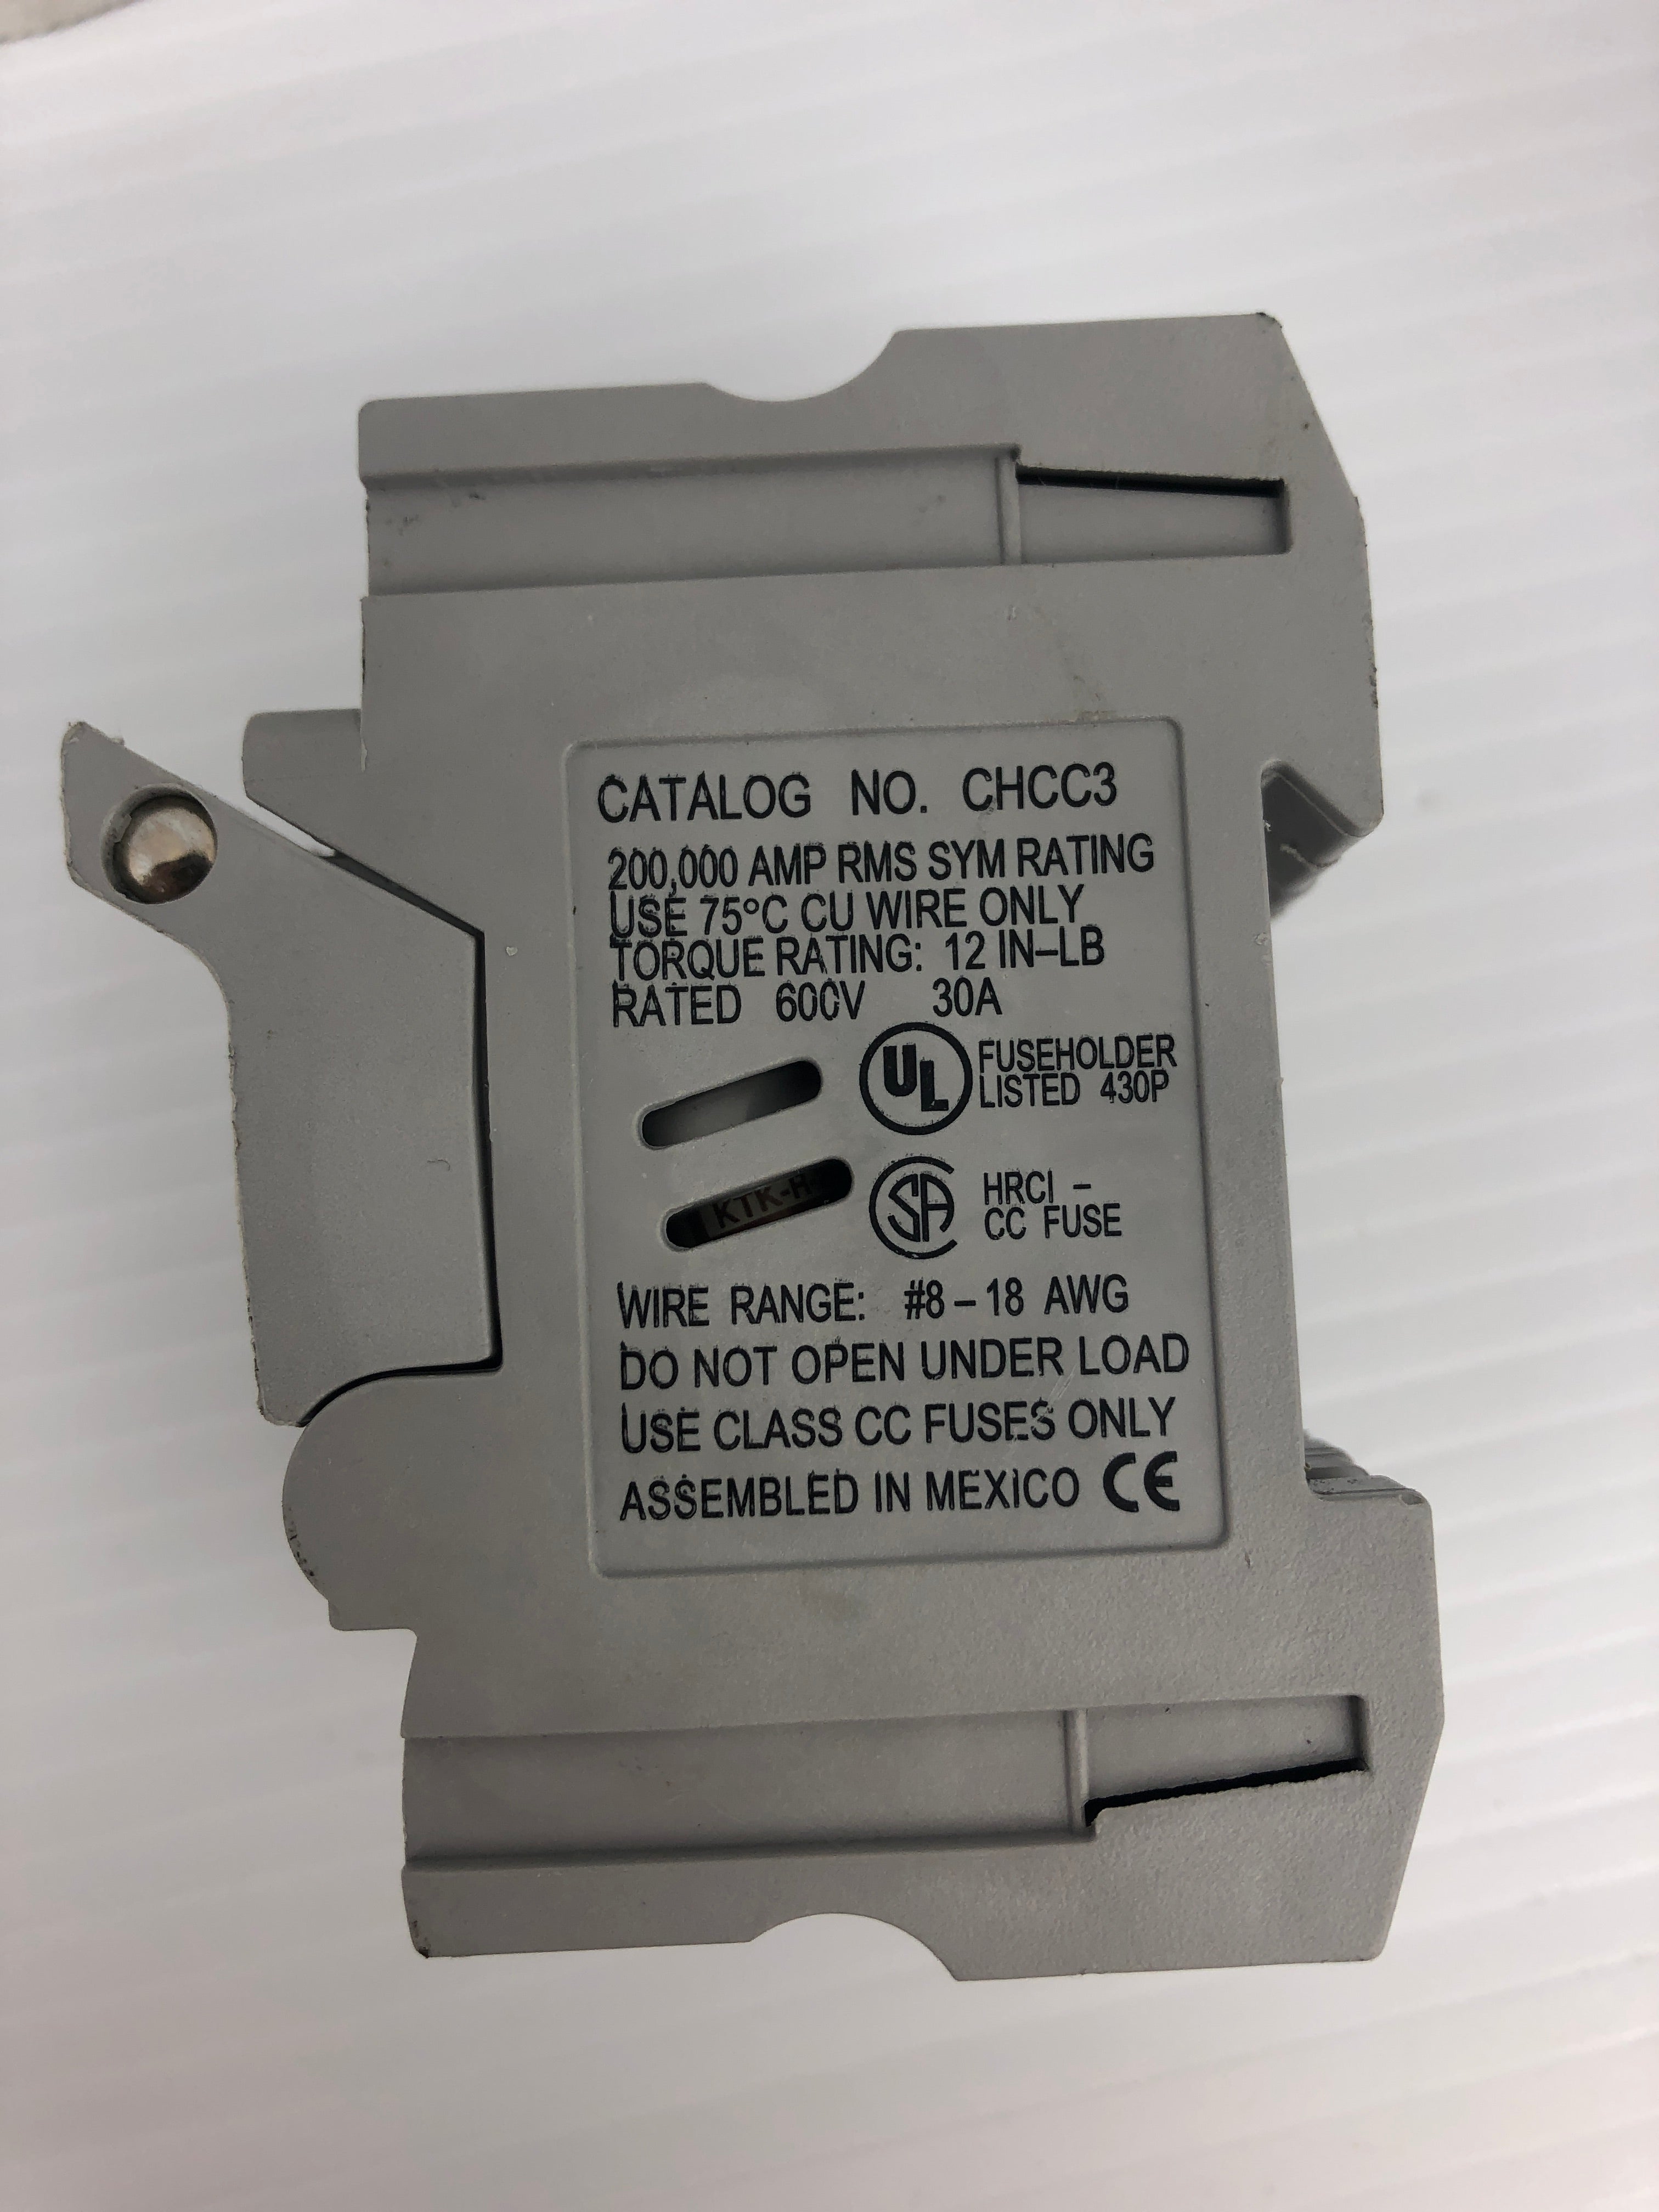 CATALOG NO. CHCC3
200,000 AMP RMS SYM RATING
USE 75°C CU WIRE ONLY
TORQUE RATING: 12 IN–LB
RATED 600V 30A
UL FUSEHOLDER
LISTED 430P
KTK-R
SA HRCI –
CC FUSE
WIRE RANGE: #8 – 18 AWG
DO NOT OPEN UNDER LOAD
USE CLASS CC FUSES ONLY
ASSEMBLED IN MEXICO CE